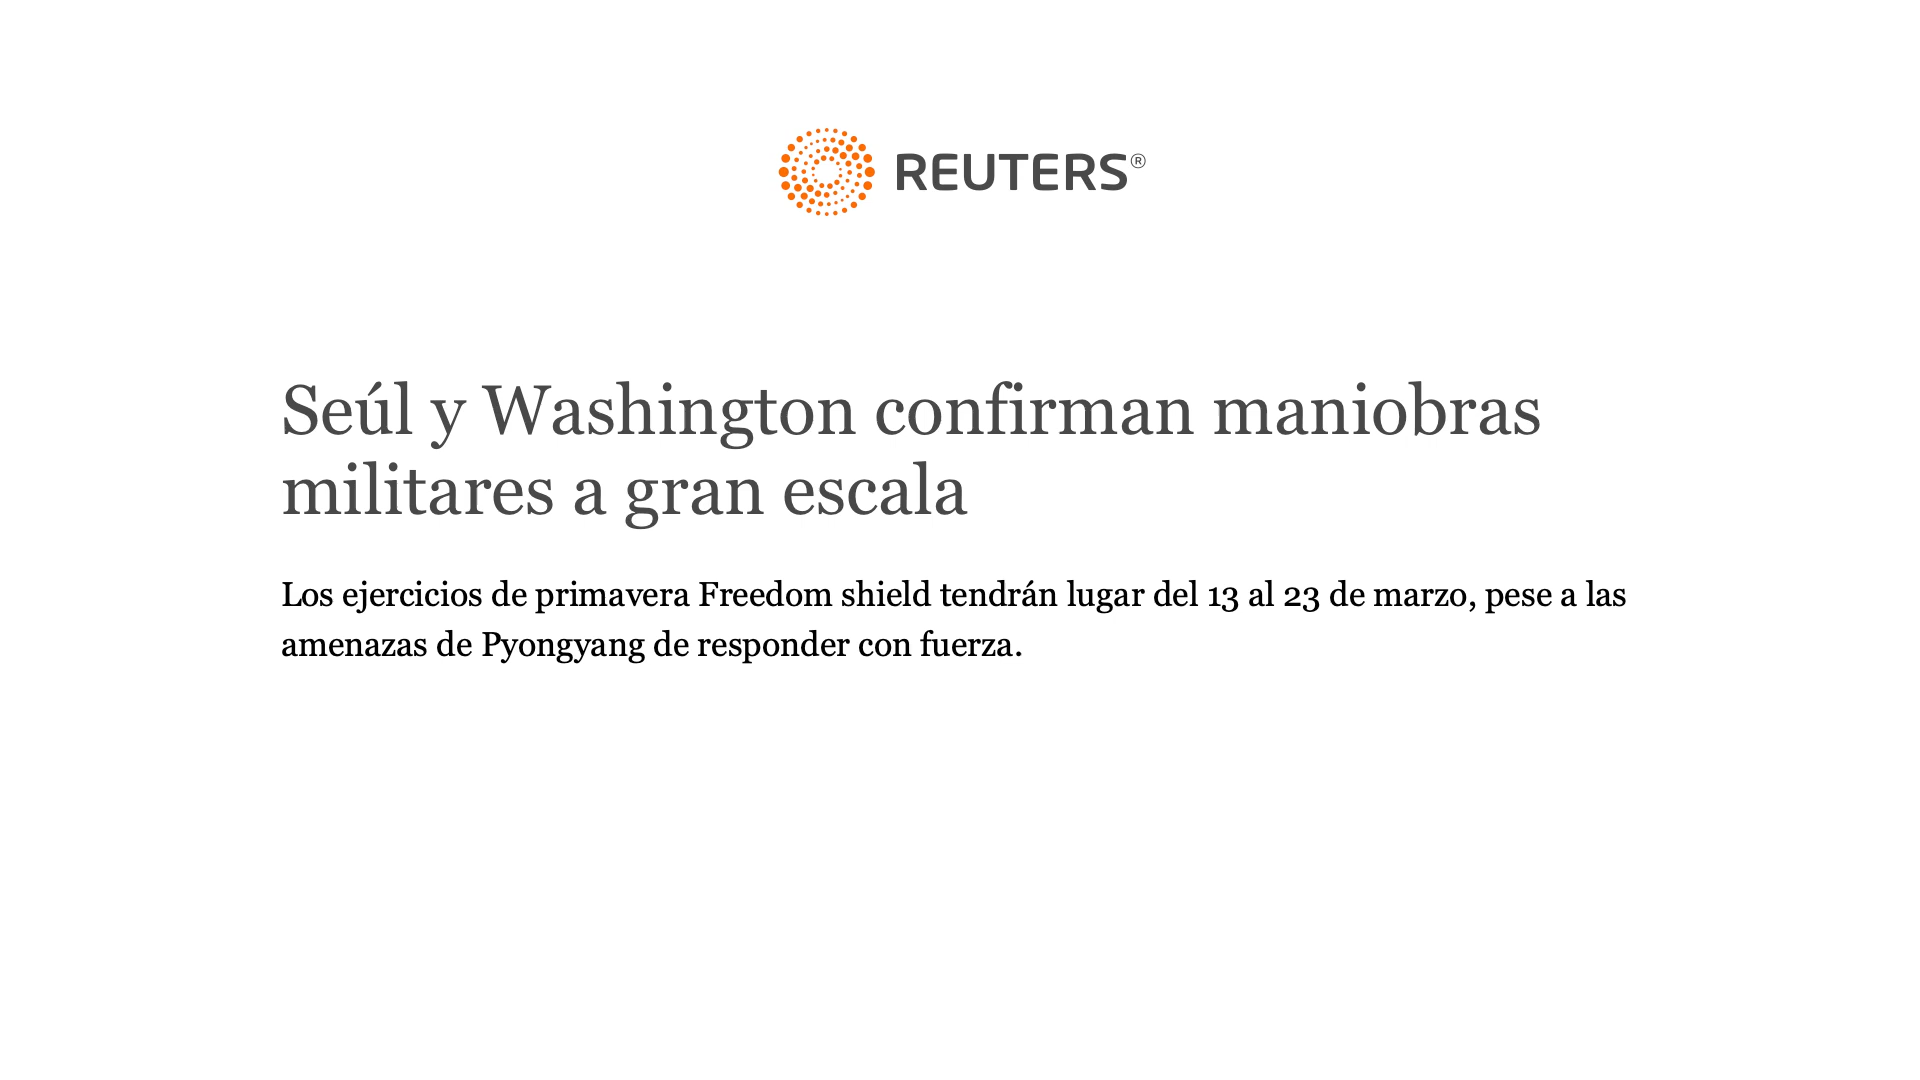 REUTERS®
Seúl y Washington confirman maniobras
militares a gran escala
Los ejercicios de primavera Freedom shield tendrán lugar del 13 al 23 de marzo, pese a las
amenazas de Pyongyang de responder con fuerza.